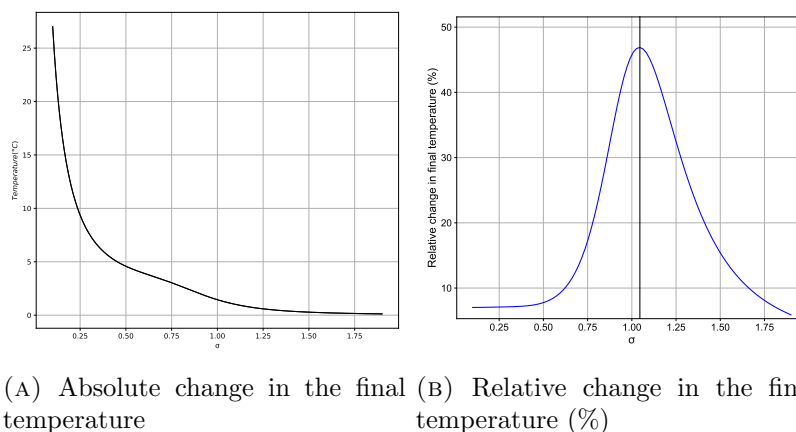 25
20
15
10
5
0
Temperature(°C)
0.25 0.50 0.75 1.00 1.25 1.50 1.75
σ
50
40
30
20
10
Relative change in final temperature (%)
0.25 0.50 0.75 1.00 1.25 1.50 1.75
σ
(A) Absolute change in the final
temperature
(B) Relative change in the fin
temperature (%)